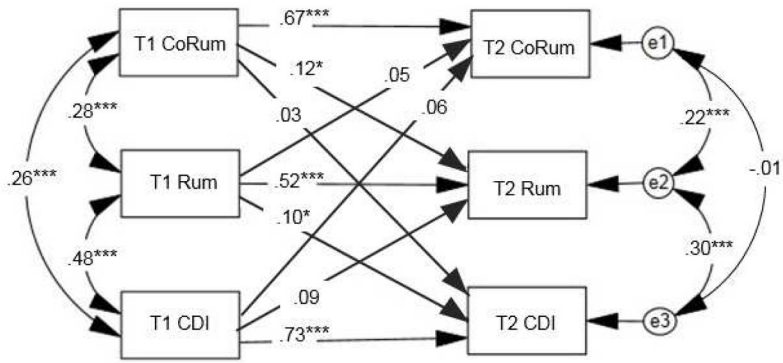 .67***
T1 CoRum
T2 CoRum
e1
.12*
.05
.03
.06
.28***
.22***
.26***
T1 Rum
.52***
T2 Rum
e2
-.01
.10*
.48***
.30***
.09
T1 CDI
.73***
T2 CDI
e3